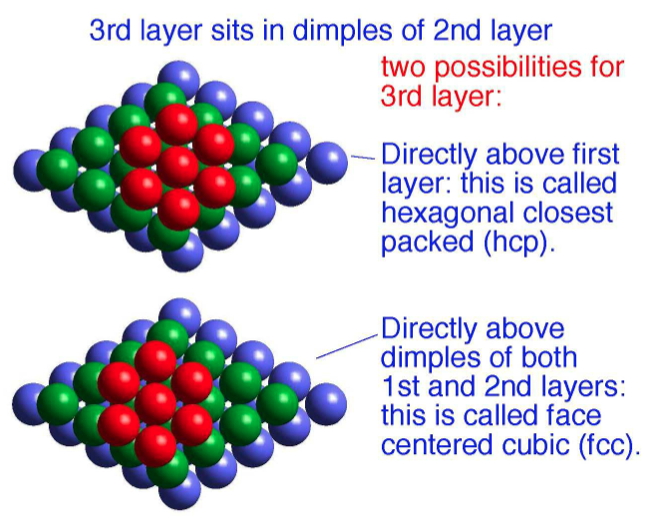 3rd layer sits in dimples of 2nd layer
two possibilities for
3rd layer:
Directly above first
layer: this is called
hexagonal closest
packed (hcp).
Directly above
dimples of both
1st and 2nd layers:
this is called face
centered cubic (fcc).